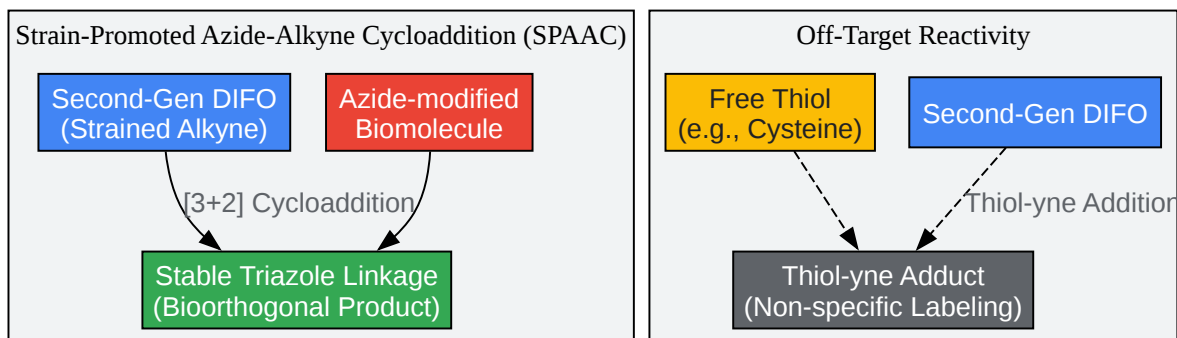 Strain-Promoted Azide-Alkyne Cycloaddition (SPAAC)
Second-Gen DIFO
(Strained Alkyne)
Azide-modified
Biomolecule
[3+2] Cycloaddition
Stable Triazole Linkage
(Bioorthogonal Product)
Off-Target Reactivity
Free Thiol
(e.g., Cysteine)
Second-Gen DIFO
Thiol-yne Addition
Thiol-yne Adduct
(Non-specific Labeling)